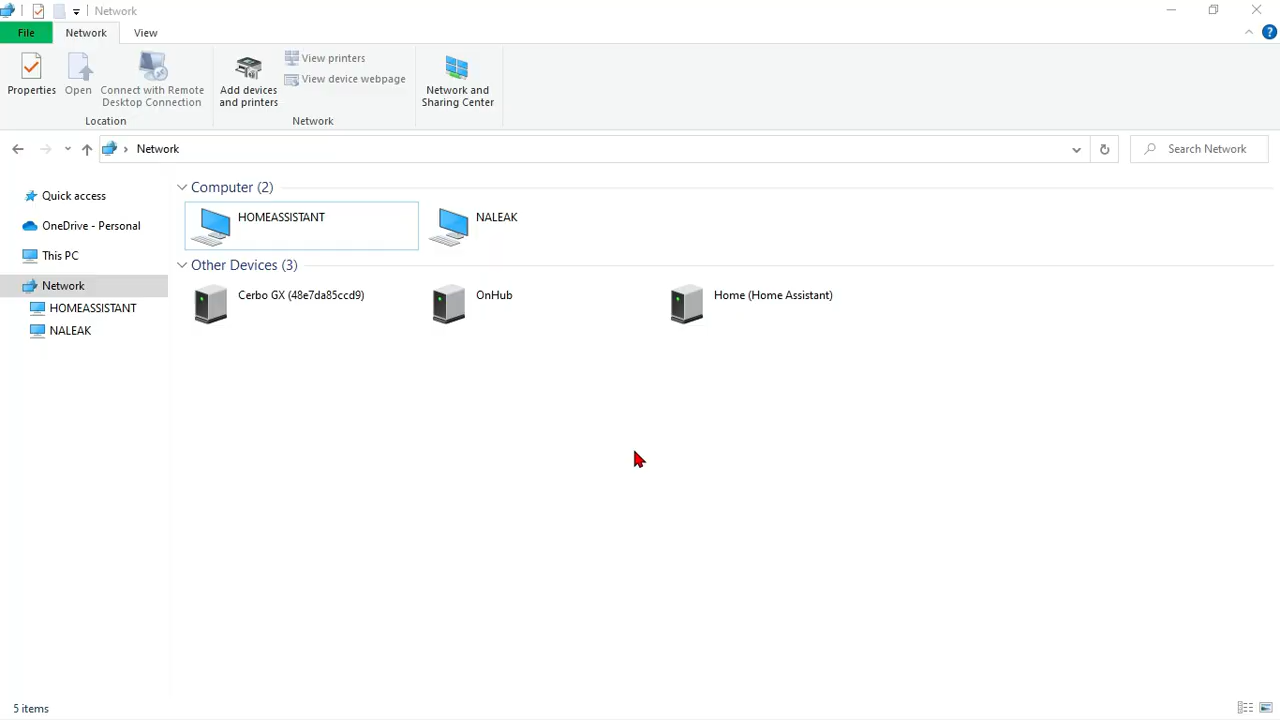 Network
File
Network
View
Properties
Open
Connect with Remote
Desktop Connection
Location
Add devices
and printers
View printers
View device webpage
Network
Network and
Sharing Center
Network
Search Network
Quick access
OneDrive - Personal
This PC
Network
HOMEASSISTANT
NALEAK
Computer (2)
HOMEASSISTANT
NALEAK
Other Devices (3)
Cerbo GX (48e7da85ccd9)
OnHub
Home (Home Assistant)
5 items